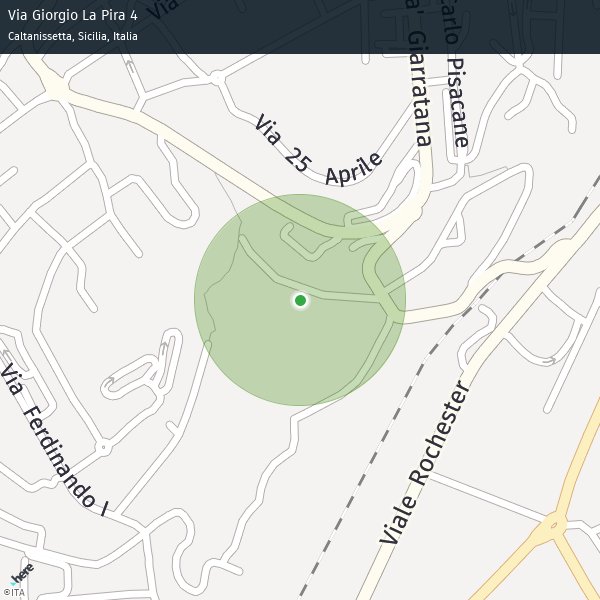 Via Giorgio La Pira 4
Caltanissetta, Sicilia, Italia
Via 25 Aprile
Giarratana
Carlo Pisacane
Via Ferdinando I
Viale Rochester
here
©ITA